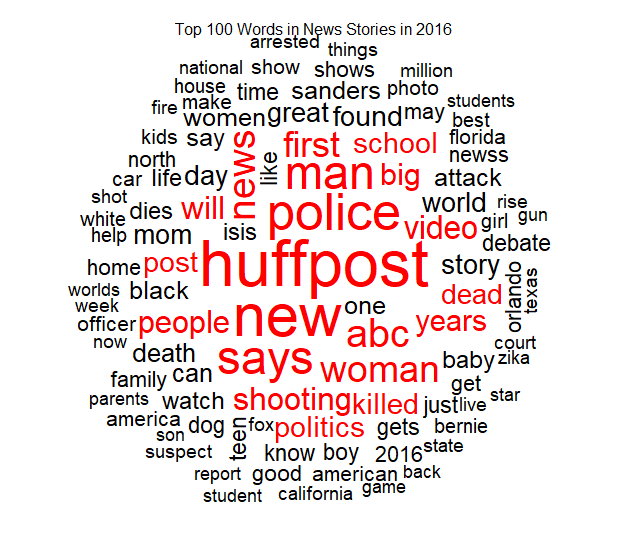 Top 100 Words in News Stories in 2016
arrested
things
national show shows million
house time sanders photo
fire make women great found may students
best
kids say news like first school florida
newss
north car life day man big attack
shot white dies will police world rise
girl gun
video
help mom isis debate
home post huffpost story
worlds black dead orlando texas
week new one
officer people abc years
now court
death says baby zika
family can woman get
parents watch shooting killed just live star
america dog teen fox politics gets bernie
son
suspect know boy 2016 state
report good american back
student california game